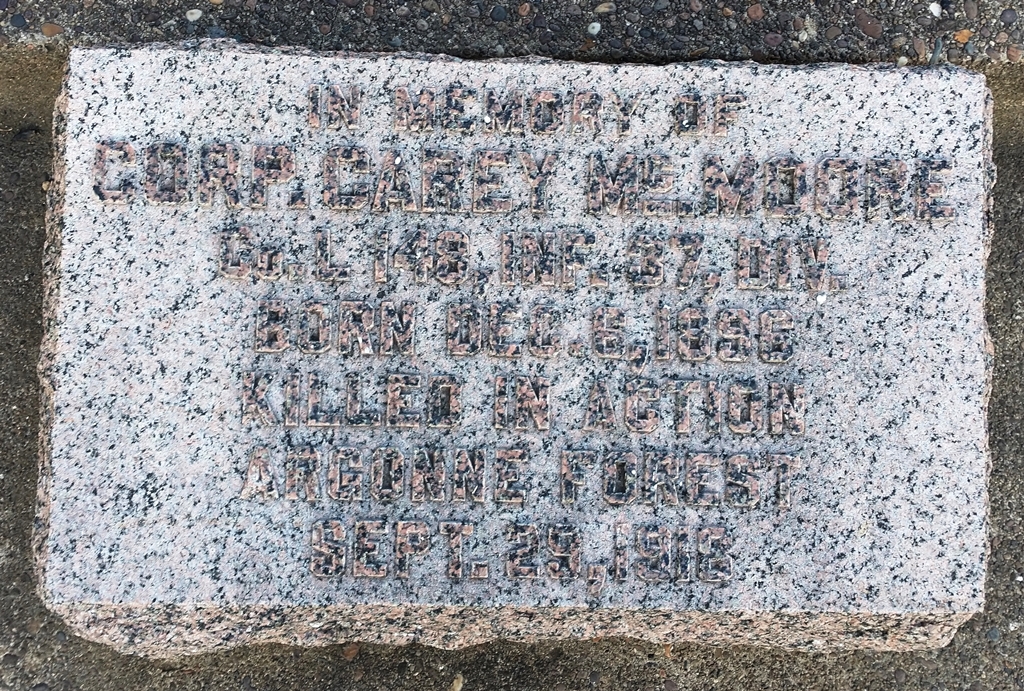 IN MEMORY OF
CORP. CAREY Mc. MOORE
Co. L 148, INF. 37, DIV.
BORN DEC. 6, 1896
KILLED IN ACTION
ARGONNE FOREST
SEPT. 29, 1918